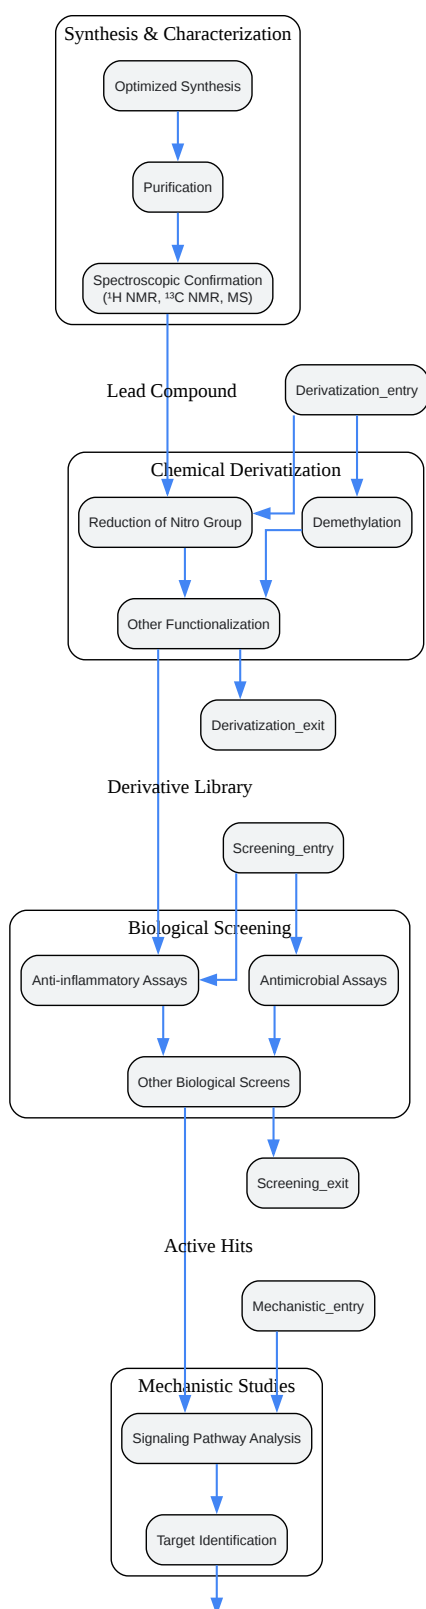 Synthesis & Characterization
Optimized Synthesis
Purification
Spectroscopic Confirmation
(¹H NMR, ¹³C NMR, MS)
Lead Compound
Derivatization_entry
Chemical Derivatization
Reduction of Nitro Group
Demethylation
Other Functionalization
Derivatization_exit
Derivative Library
Screening_entry
Biological Screening
Anti-inflammatory Assays
Antimicrobial Assays
Other Biological Screens
Screening_exit
Active Hits
Mechanistic_entry
Mechanistic Studies
Signaling Pathway Analysis
Target Identification